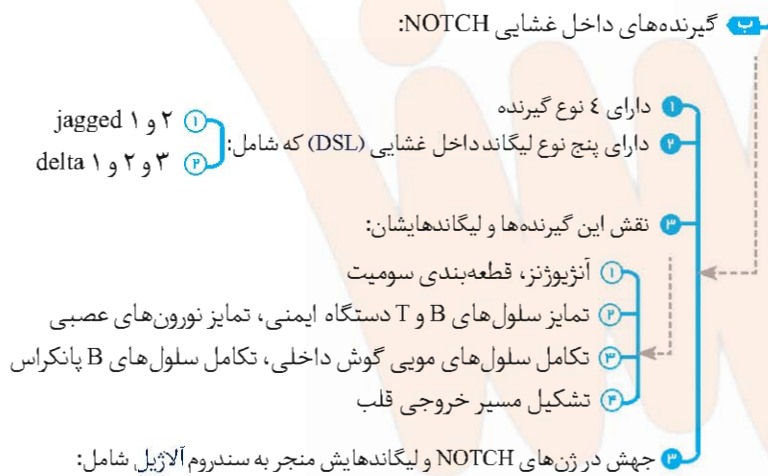 ب گیرنده‌های داخل غشایی NOTCH:
۱ دارای ٤ نوع گیرنده
۲ دارای پنج نوع لیگاند داخل غشایی (DSL) که شامل:
۱ jagged ۱ و ۲
۲ delta ۱ و ۲ و ۳
۳ نقش این گیرنده‌ها و لیگاندهایشان:
۱ آنژیوژنز، قطعه‌بندی سومیت
۲ تمایز سلول‌های B و T دستگاه ایمنی، تمایز نورون‌های عصبی
۳ تکامل سلول‌های مویی گوش داخلی، تکامل سلول‌های B پانکراس
۴ تشکیل مسیر خروجی قلب
۳ جهش در ژن‌های NOTCH و لیگاندهایش منجر به سندروم آلاژیل شامل: